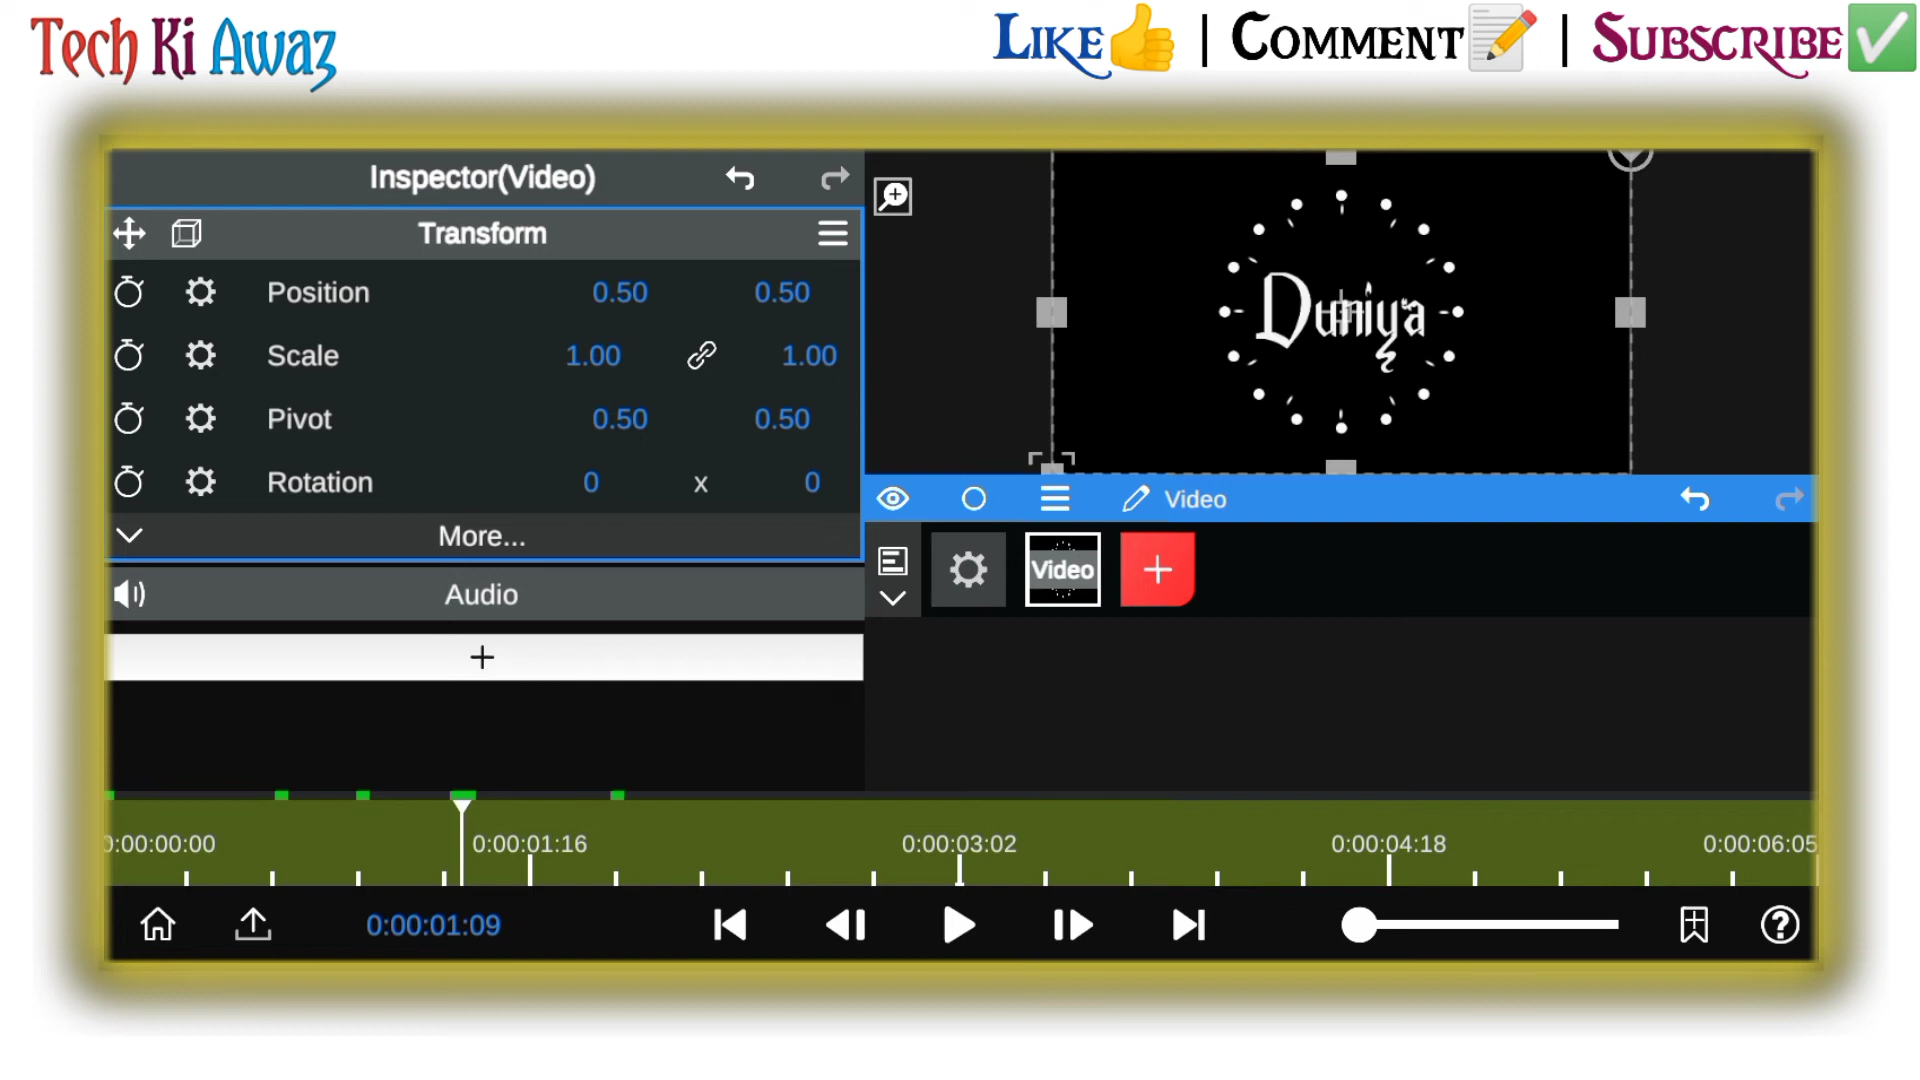 Tech Ki Awaz
Like | Comment | Subscribe
Inspector(Video)
Transform
Position 0.50 0.50
Scale 1.00 1.00
Pivot 0.50 0.50
Rotation 0 x 0
More...
Audio
+
Duniya
Video
Video +
0:00:00:00 0:00:01:16 0:00:03:02 0:00:04:18 0:00:06:05
0:00:01:09